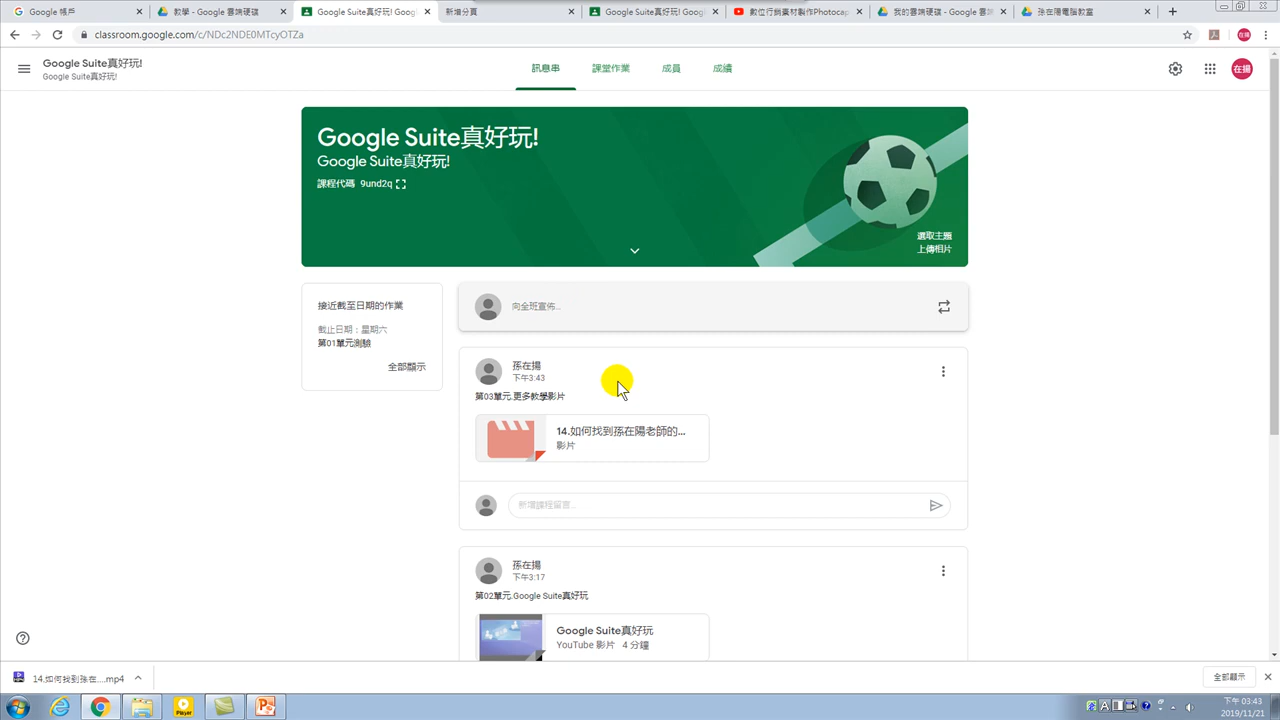 Google 帳戶
教學 - Google 雲端硬碟
Google Suite真好玩! Goog
新增分頁
Google Suite真好玩! Googl
數位行銷素材製作Photocap
我的雲端硬碟 - Google 雲端
孫在陽電腦教室
classroom.google.com/c/NDc2NDE0MTcyOTZa
在揚
Google Suite真好玩!
Google Suite真好玩!
訊息串
課堂作業
成員
成績
在揚
Google Suite真好玩!
Google Suite真好玩!
課程代碼 9und2q
選取主題
上傳相片
接近截至日期的作業
截止日期：星期六
第01單元測驗
全部顯示
向全班宣佈...
孫在揚
下午3:43
第03單元.更多教學影片
14.如何找到孫在陽老師的...
影片
新增課程留言...
孫在揚
下午3:17
第02單元.Google Suite真好玩
Google Suite真好玩
YouTube 影片 4 分鐘
14.如何找到孫在....mp4
全部顯示
Player
下午 03:43
2019/11/21